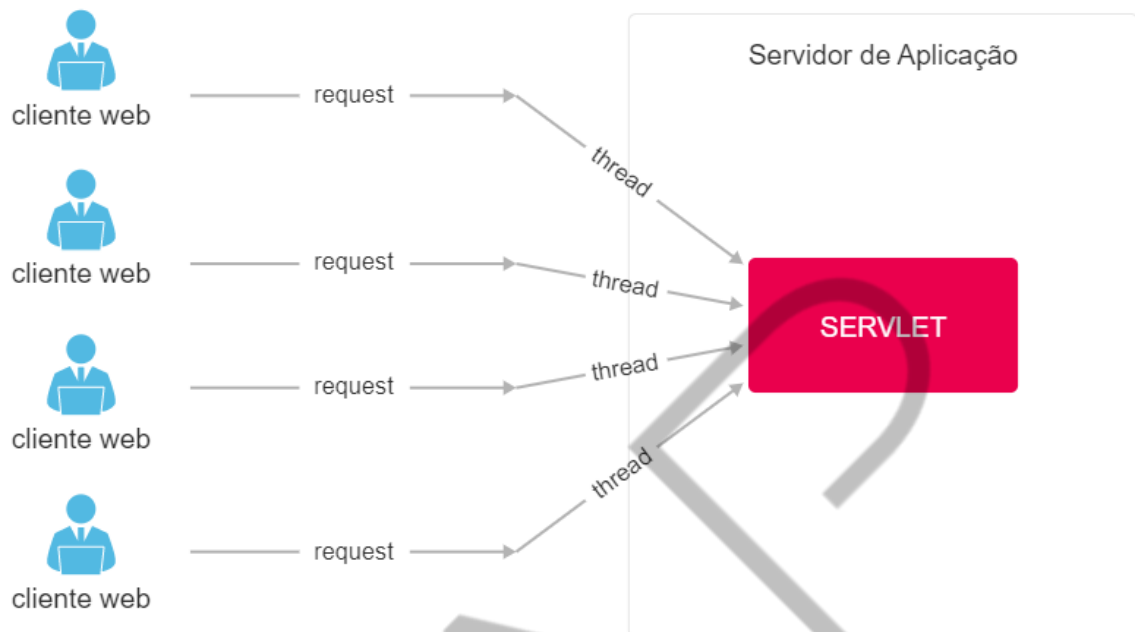 Servidor de Aplicação
cliente web
request
thread
cliente web
request
thread
SERVLET
cliente web
request
thread
cliente web
request
thread